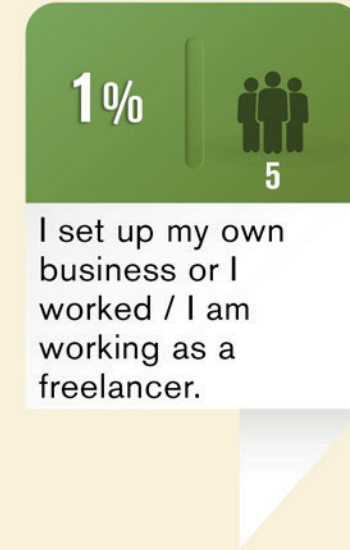 1%
5
I set up my own
business or I
worked / I am
working as a
freelancer.